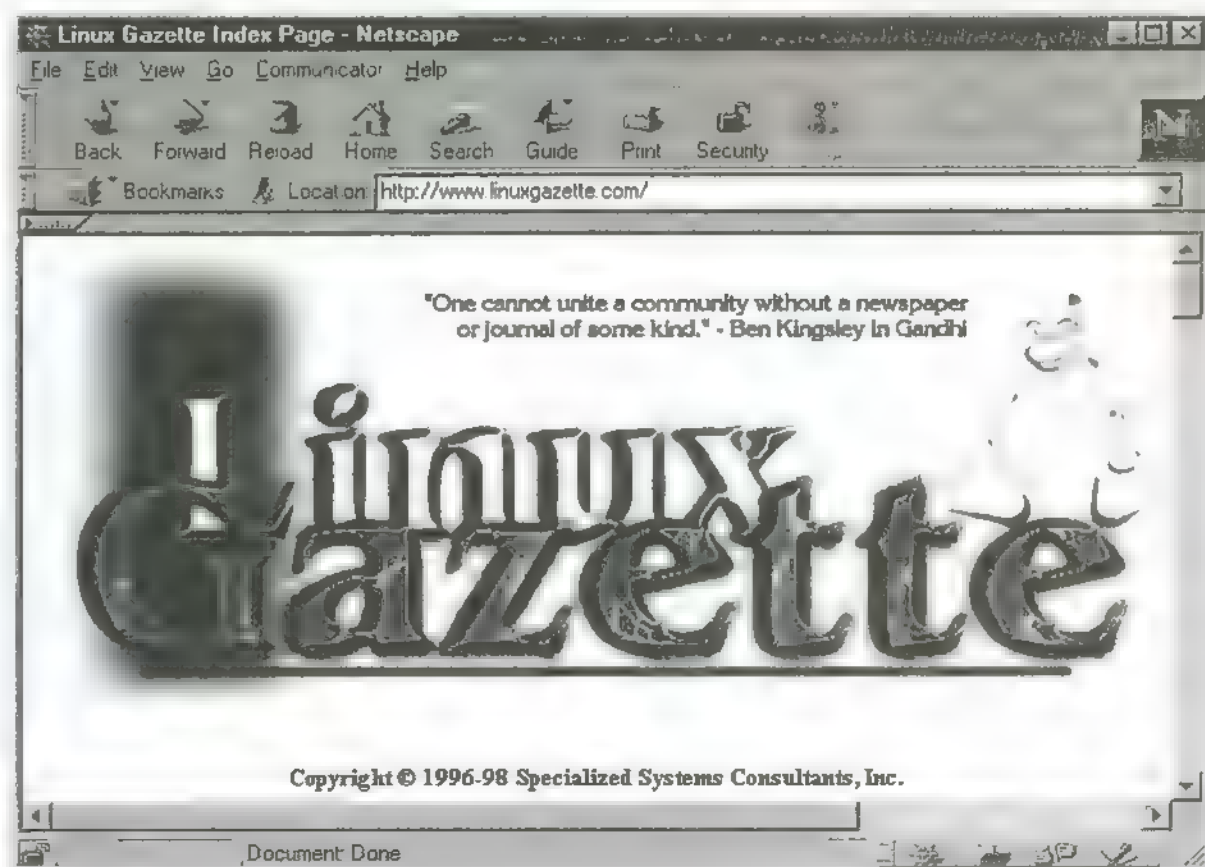 Linux Gazette Index Page - Netscape
File Edit View Go Communicator Help
Back Forward Reload Home Search Guide Print Security
Bookmarks Location: http://www.linuxgazette.com/
"One cannot unite a community without a newspaper
or journal of some kind." - Ben Kingsley in Gandhi
Linux
Gazette
Copyright © 1996-98 Specialized Systems Consultants, Inc.
Document: Done